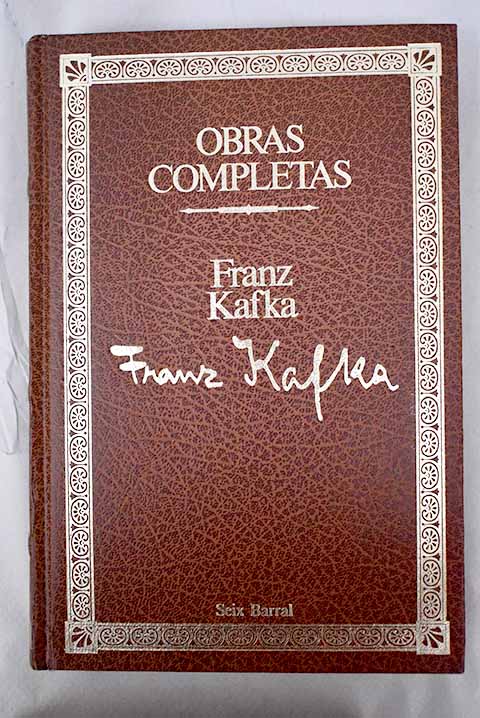 OBRAS
COMPLETAS
Franz
Kafka
Franz Kafka
Seix Barral